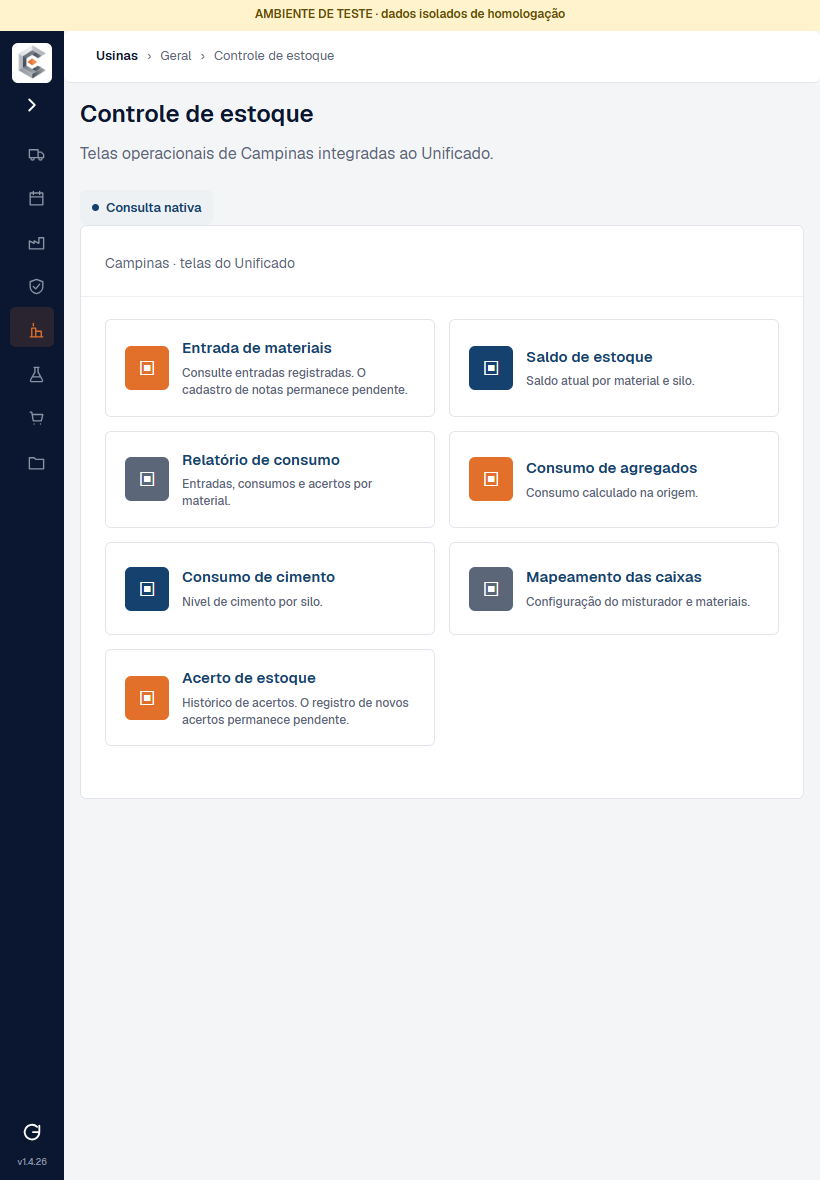 AMBIENTE DE TESTE · dados isolados de homologação
Usinas › Geral › Controle de estoque
Controle de estoque
Telas operacionais de Campinas integradas ao Unificado.
Consulta nativa
Campinas · telas do Unificado
Entrada de materiais
Consulte entradas registradas. O
cadastro de notas permanece pendente.
Saldo de estoque
Saldo atual por material e silo.
Relatório de consumo
Entradas, consumos e acertos por
material.
Consumo de agregados
Consumo calculado na origem.
Consumo de cimento
Nível de cimento por silo.
Mapeamento das caixas
Configuração do misturador e materiais.
Acerto de estoque
Histórico de acertos. O registro de novos
acertos permanece pendente.
v1.4.26